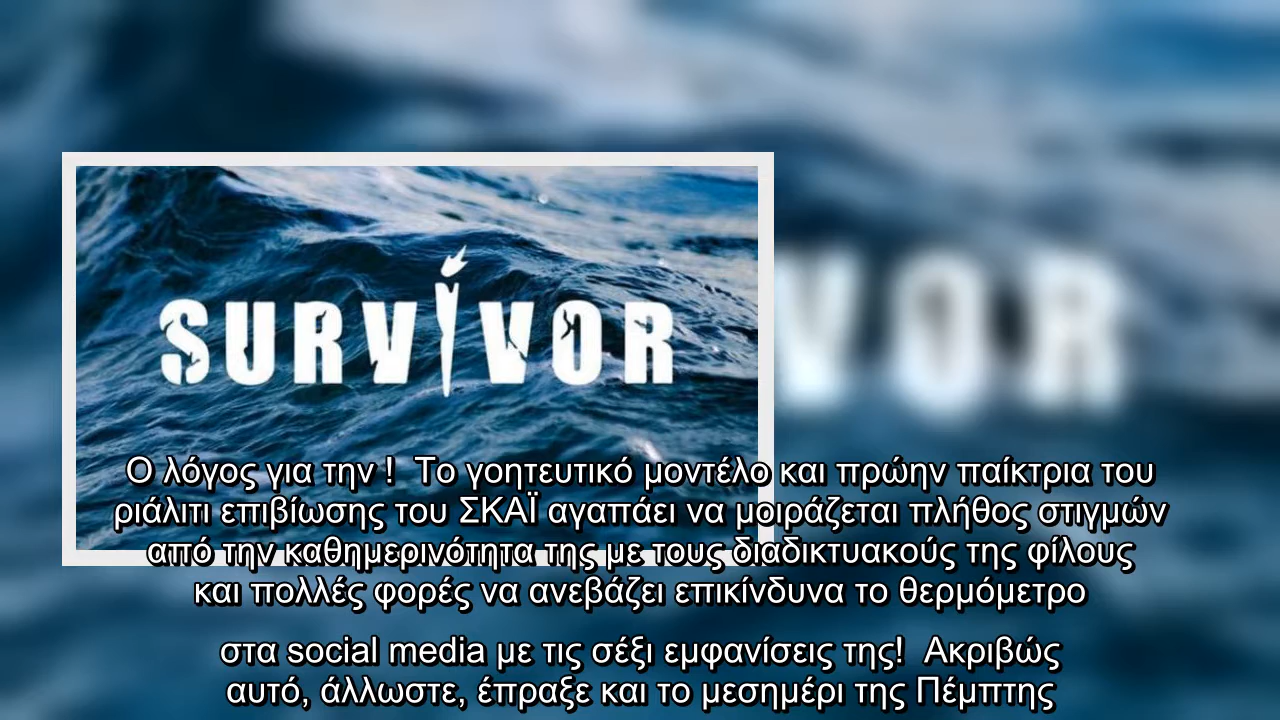 SURVIVOR
VOR
Ο λόγος για την !  Το γοητευτικό μοντέλο και πρώην παίκτρια του
ριάλιτι επιβίωσης του ΣΚΑΪ αγαπάει να μοιράζεται πλήθος στιγμών
από την καθημερινότητα της με τους διαδικτυακούς της φίλους
και πολλές φορές να ανεβάζει επικίνδυνα το θερμόμετρο
στα social media με τις σέξι εμφανίσεις της!  Ακριβώς
αυτό, άλλωστε, έπραξε και το μεσημέρι της Πέμπτης